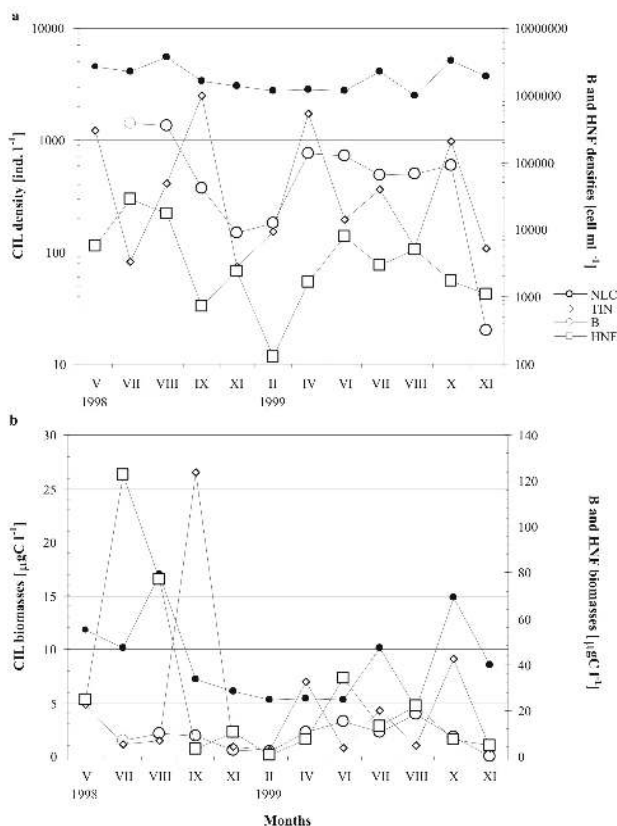 a
10000
1000
100
10
CIL density [ind. l⁻¹]
10000000
1000000
100000
10000
1000
100
B and HNF densities [cell ml ⁻¹]
NLC
TIN
B
HNF
V VII VIII IX XI II IV VI VII VIII X XI
1998 1999
b
30
25
20
15
10
5
0
CIL biomasses [µgC l⁻¹]
140
120
100
80
60
40
20
0
B and HNF biomasses [µgC l⁻¹]
V VII VIII IX XI II IV VI VII VIII X XI
1998 1999
Months